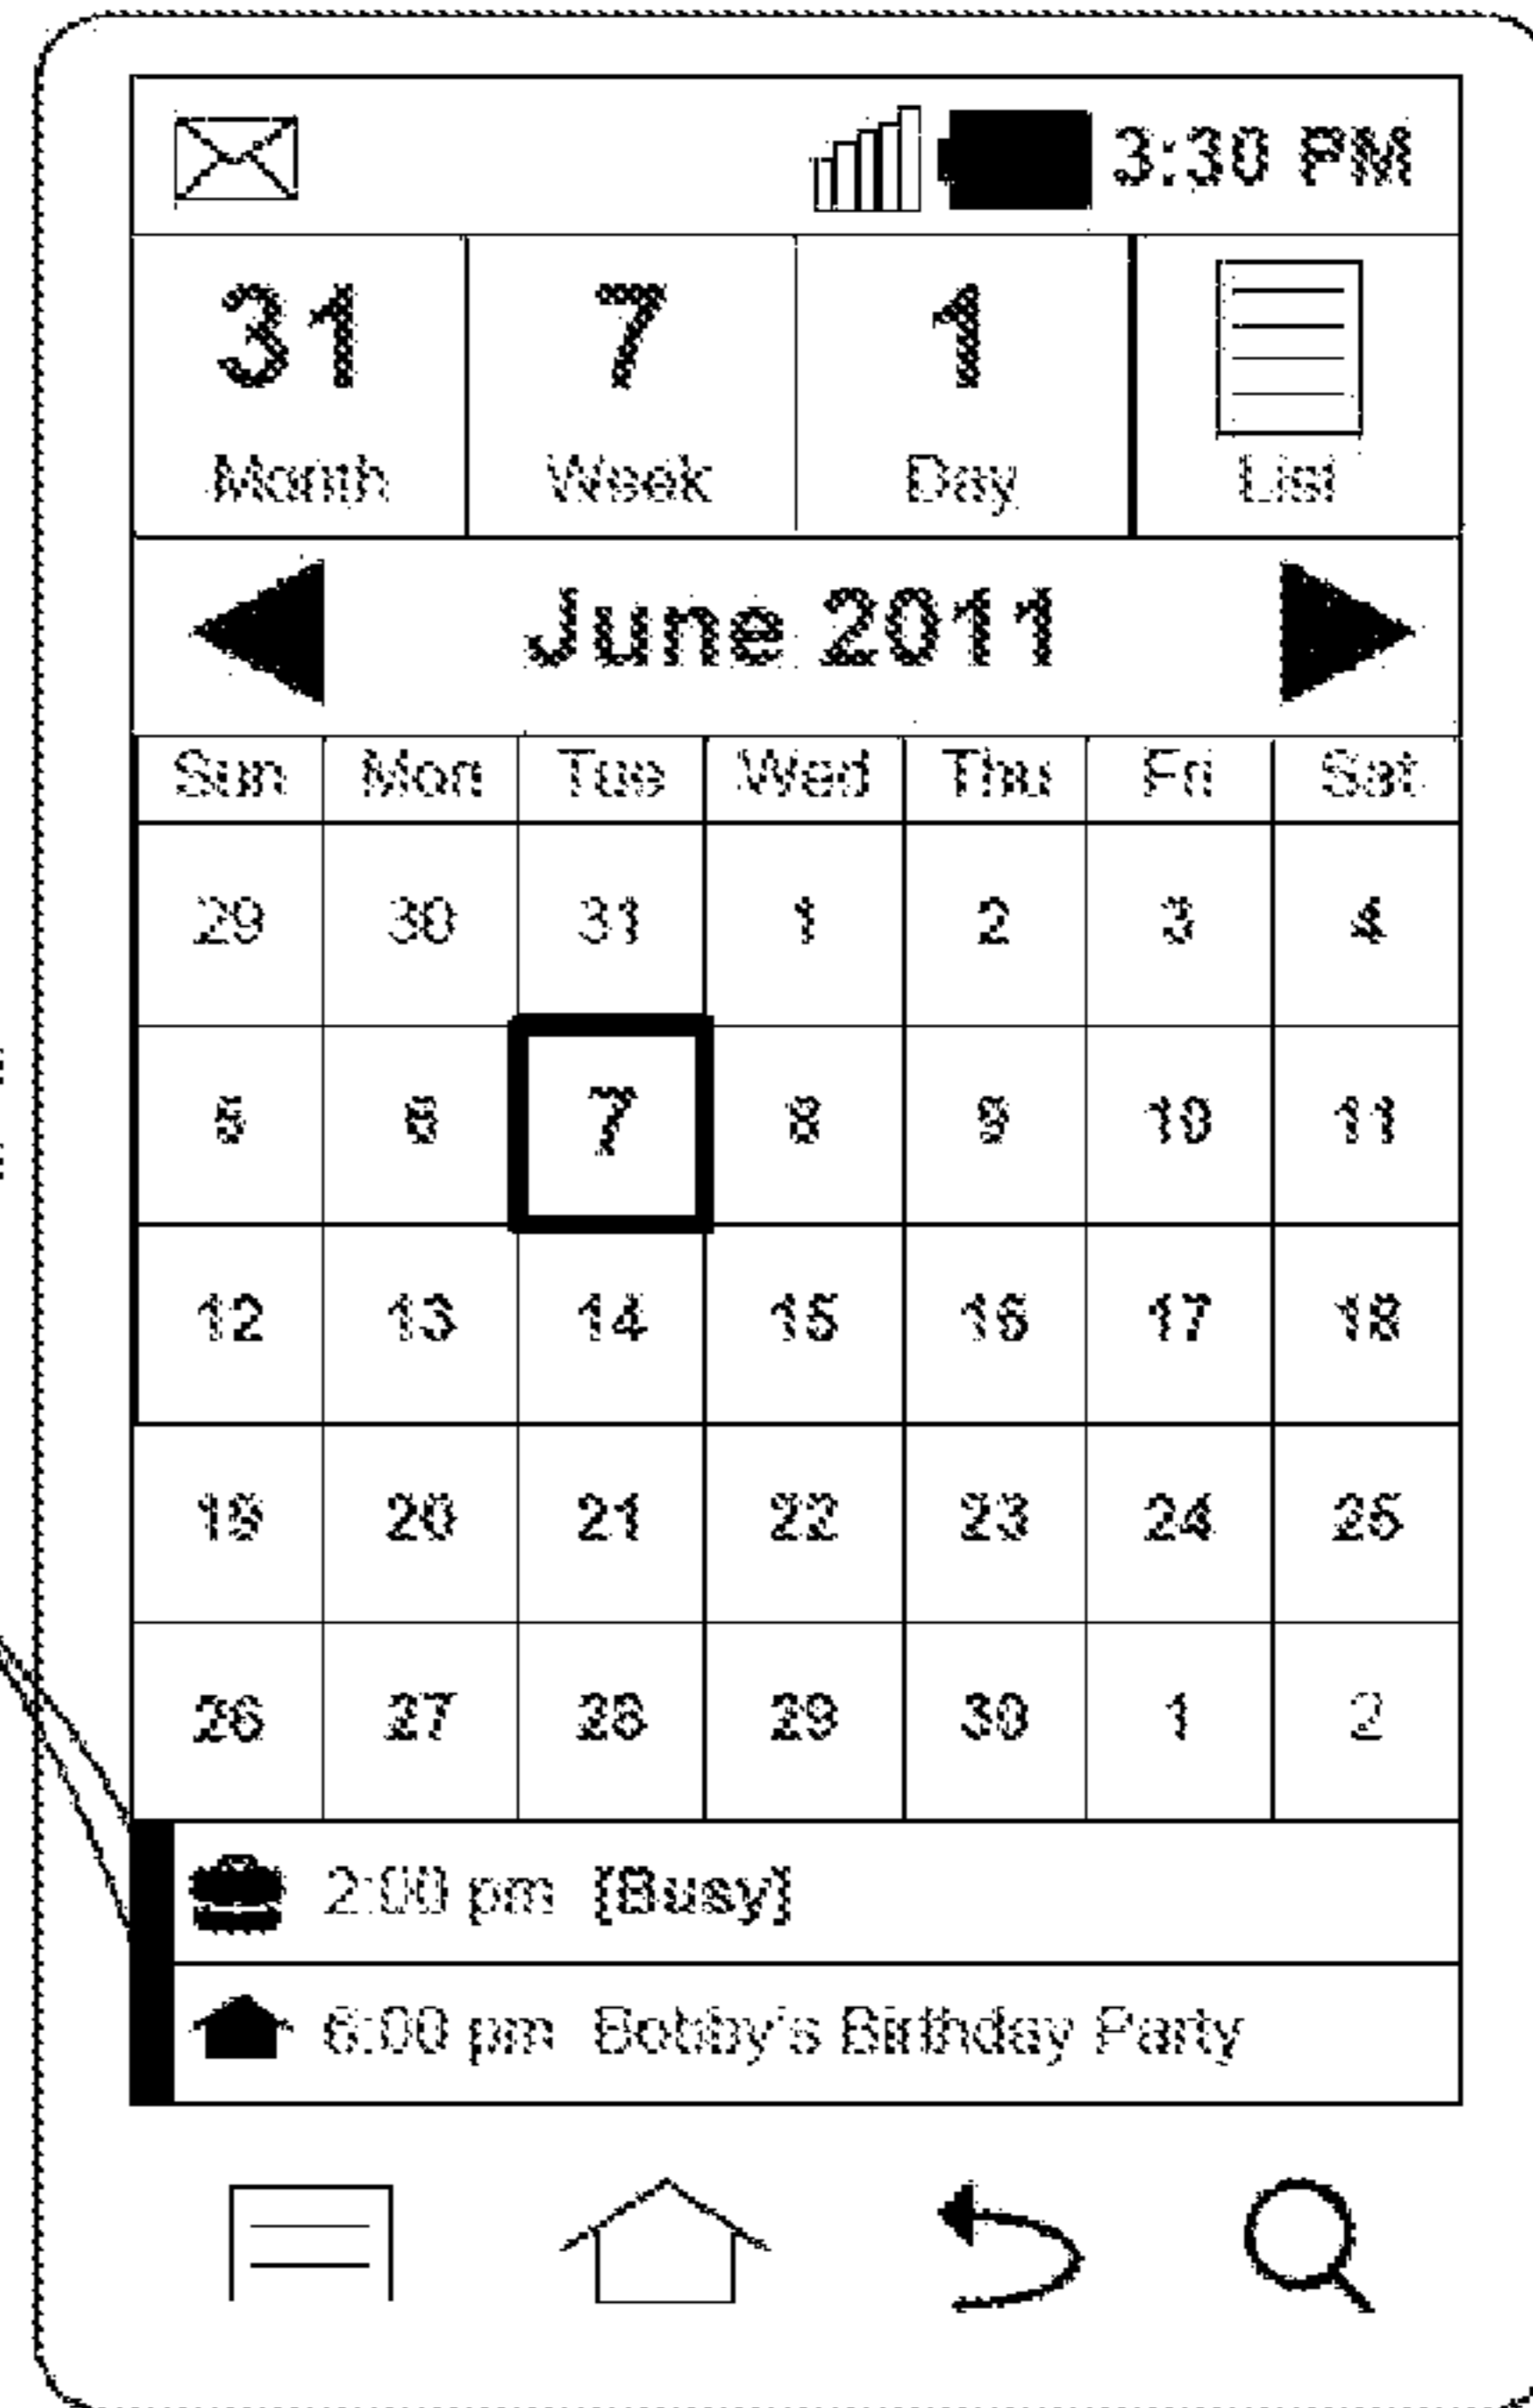 3:30 PM
31 7 1
Month Week Day List
June 2011
Sun Mon Tue Wed Thu Fri Sat
29 30 31 1 2 3 4
5 6 7 8 9 10 11
12 13 14 15 16 17 18
19 20 21 22 23 24 25
26 27 28 29 30 1 2
2:00 pm [Busy]
6:00 pm Bobby's Birthday Party